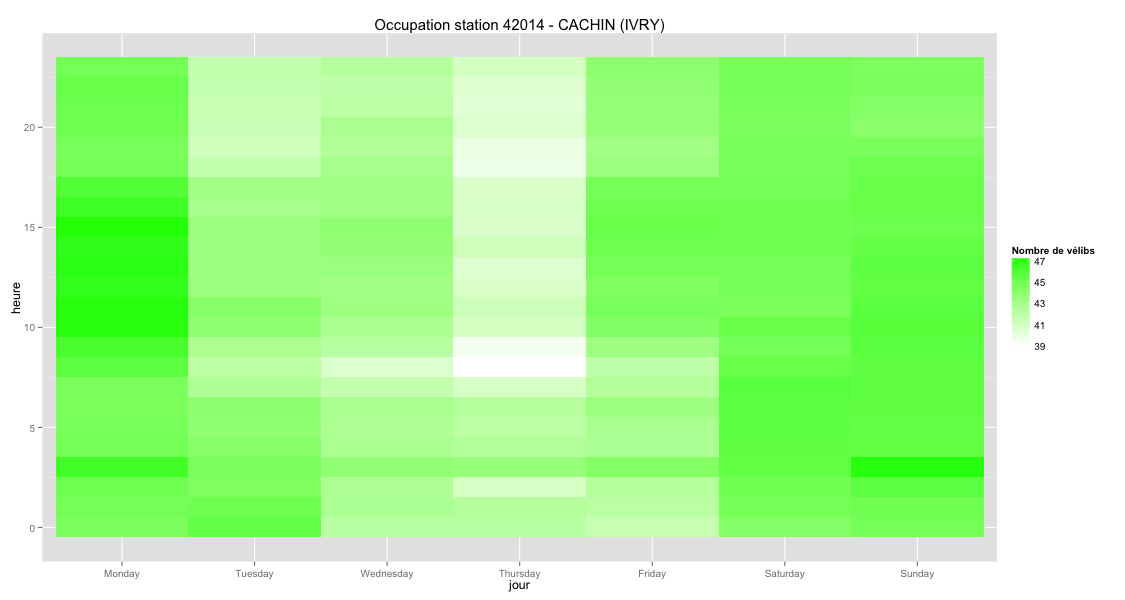 Occupation station 42014 - CACHIN (IVRY)
heure
20
15
10
5
0
Monday Tuesday Wednesday Thursday Friday Saturday Sunday
jour
Nombre de vélibs
47
45
43
41
39